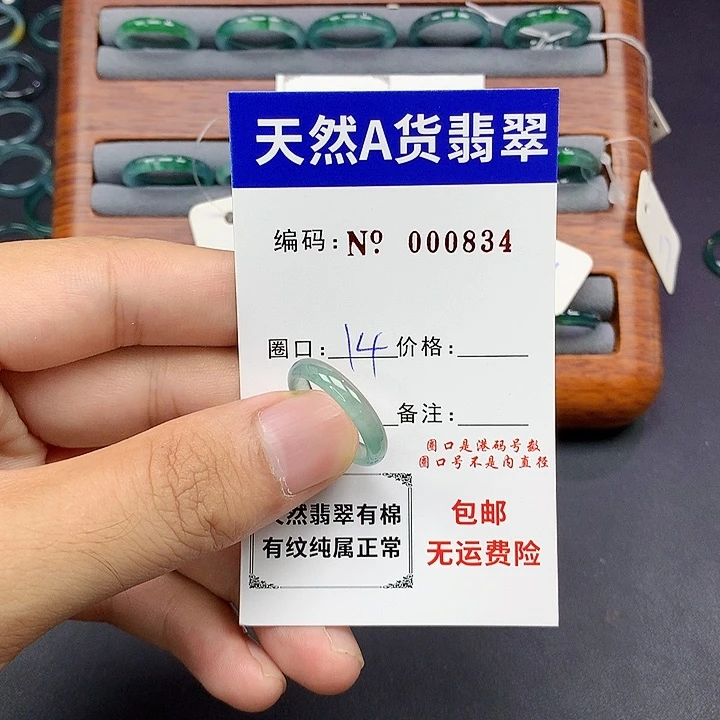 天然A货翡翠
编码: Nº 000834
圈口: 14 价格:
备注:
圈口是港码号数
圈口号不是内直径
然翡翠有棉
有纹纯属正常
包邮
无运费险